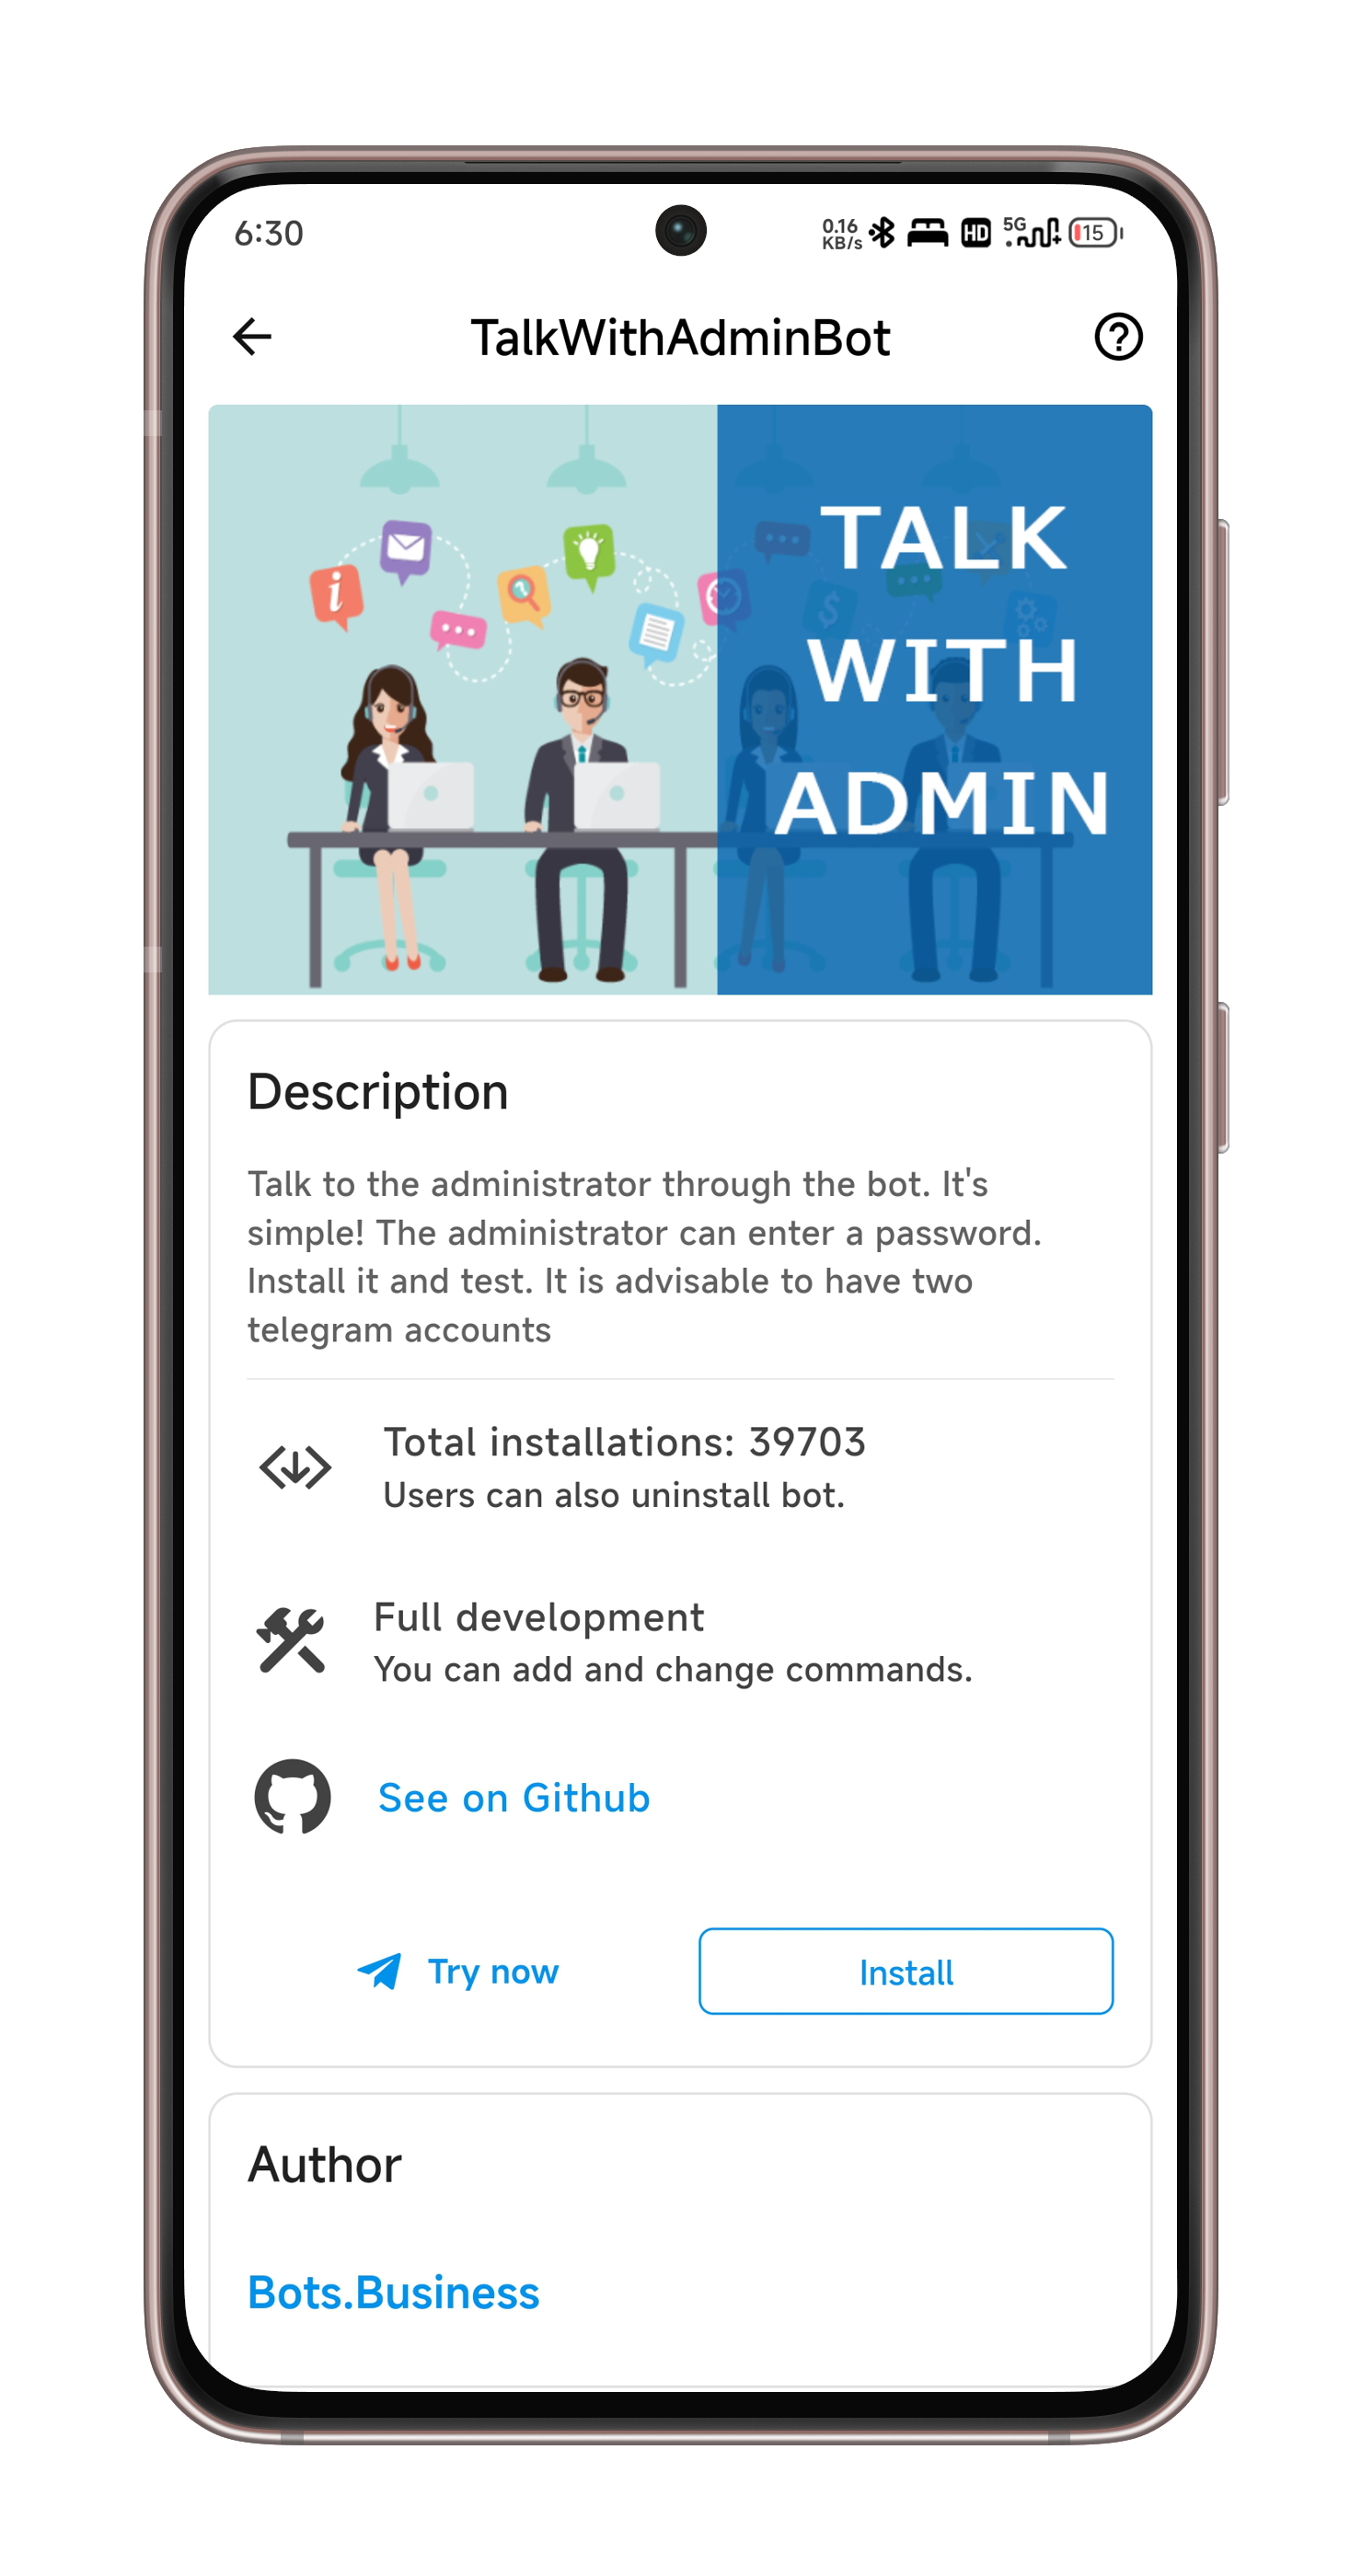 6:30
0.16
KB/s
HD
5G
15
TalkWithAdminBot
TALK
WITH
ADMIN
Description
Talk to the administrator through the bot. It's
simple! The administrator can enter a password.
Install it and test. It is advisable to have two
telegram accounts
Total installations: 39703
Users can also uninstall bot.
Full development
You can add and change commands.
See on Github
Try now
Install
Author
Bots.Business